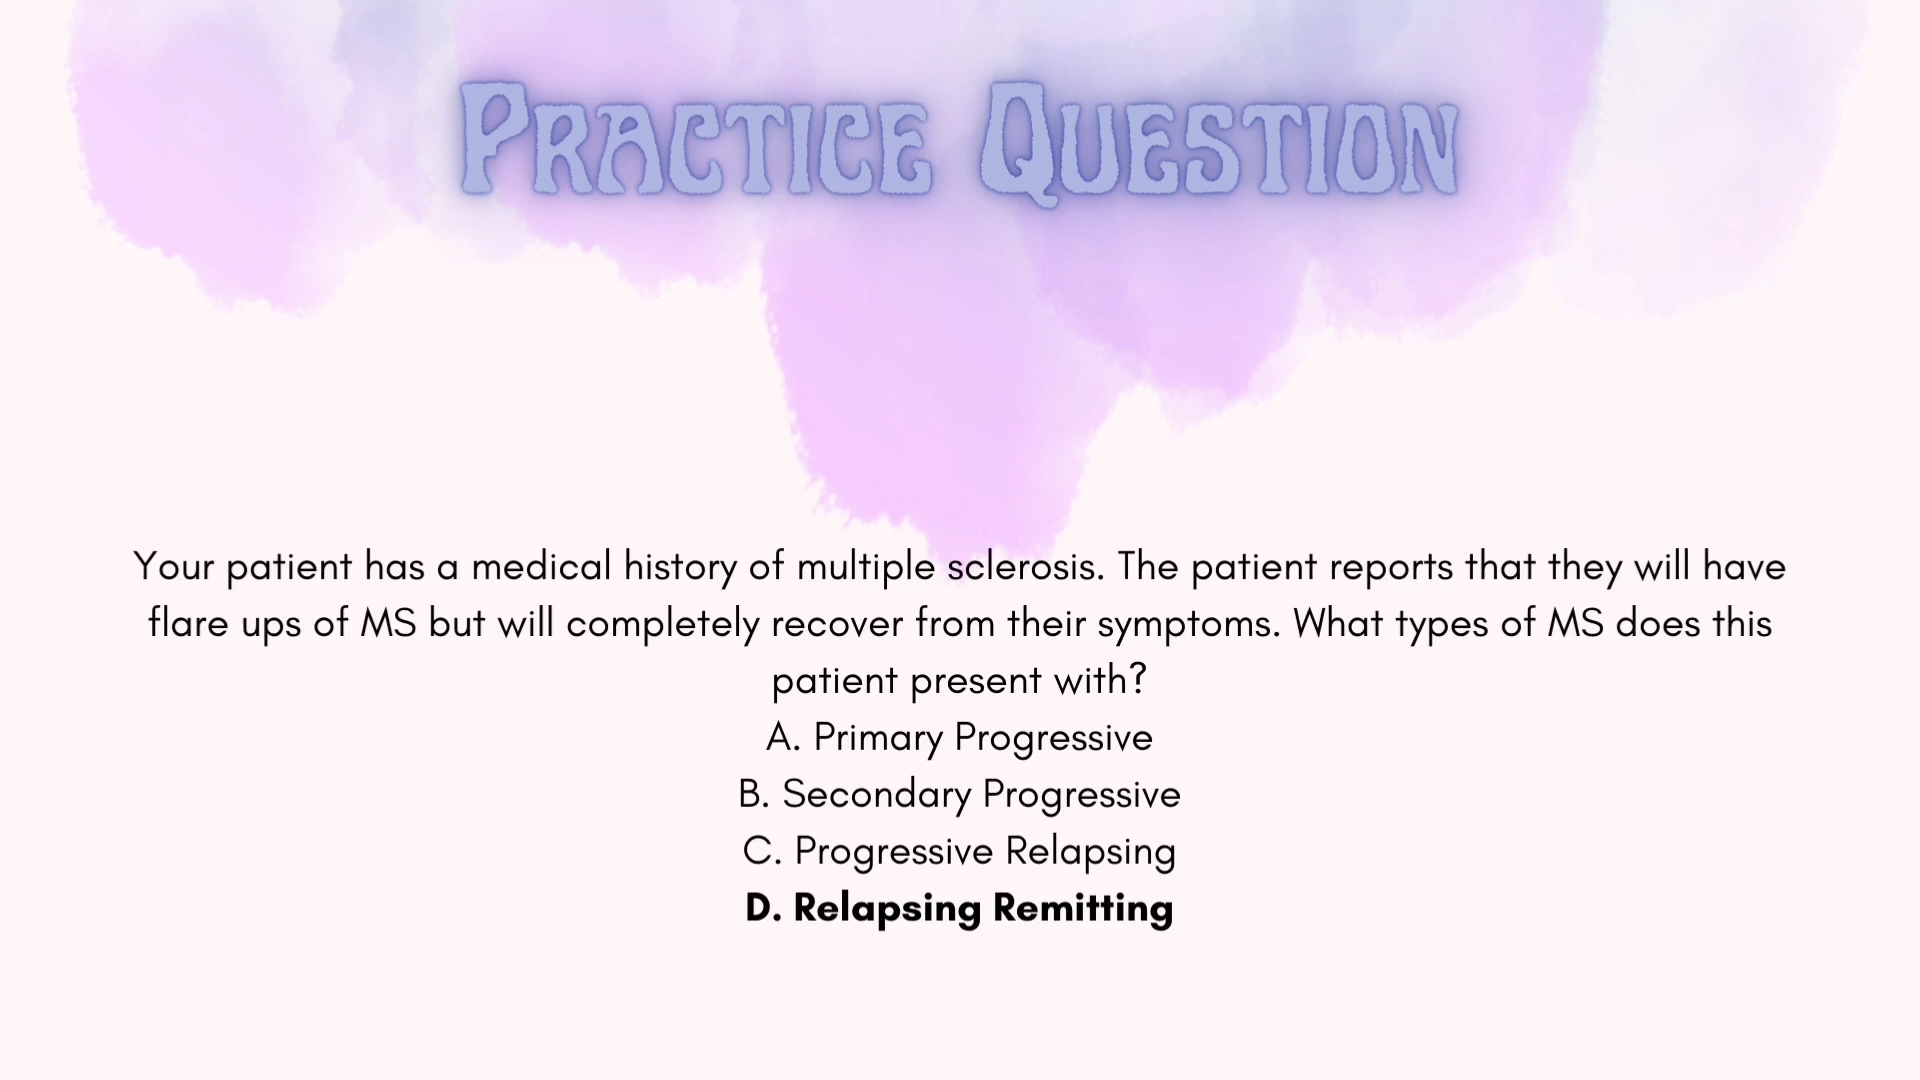 Practice Question
Your patient has a medical history of multiple sclerosis. The patient reports that they will have
flare ups of MS but will completely recover from their symptoms. What types of MS does this
patient present with?
A. Primary Progressive
B. Secondary Progressive
C. Progressive Relapsing
D. Relapsing Remitting